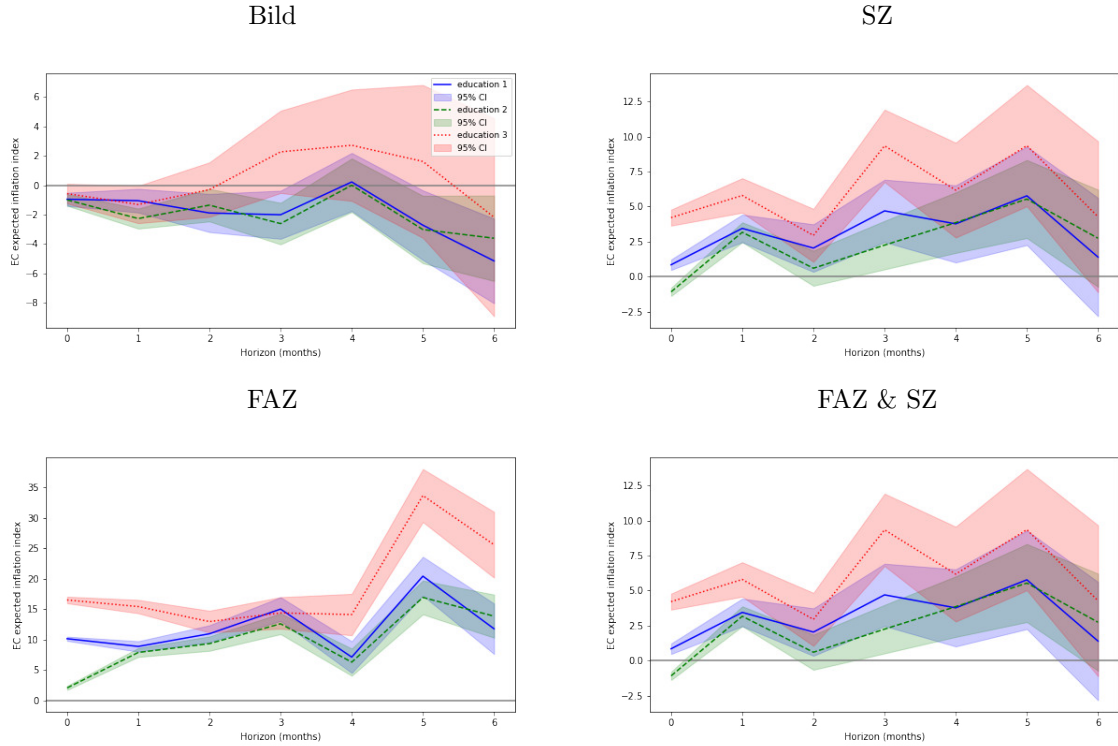 Bild
SZ
EC expected inflation index
6
4
2
0
−2
−4
−6
−8
education 1
95% CI
education 2
95% CI
education 3
95% CI
0 1 2 3 4 5 6
Horizon (months)
EC expected inflation index
12.5
10.0
7.5
5.0
2.5
0.0
−2.5
0 1 2 3 4 5 6
Horizon (months)
FAZ
FAZ & SZ
EC expected inflation index
35
30
25
20
15
10
5
0
0 1 2 3 4 5 6
Horizon (months)
EC expected inflation index
12.5
10.0
7.5
5.0
2.5
0.0
−2.5
0 1 2 3 4 5 6
Horizon (months)